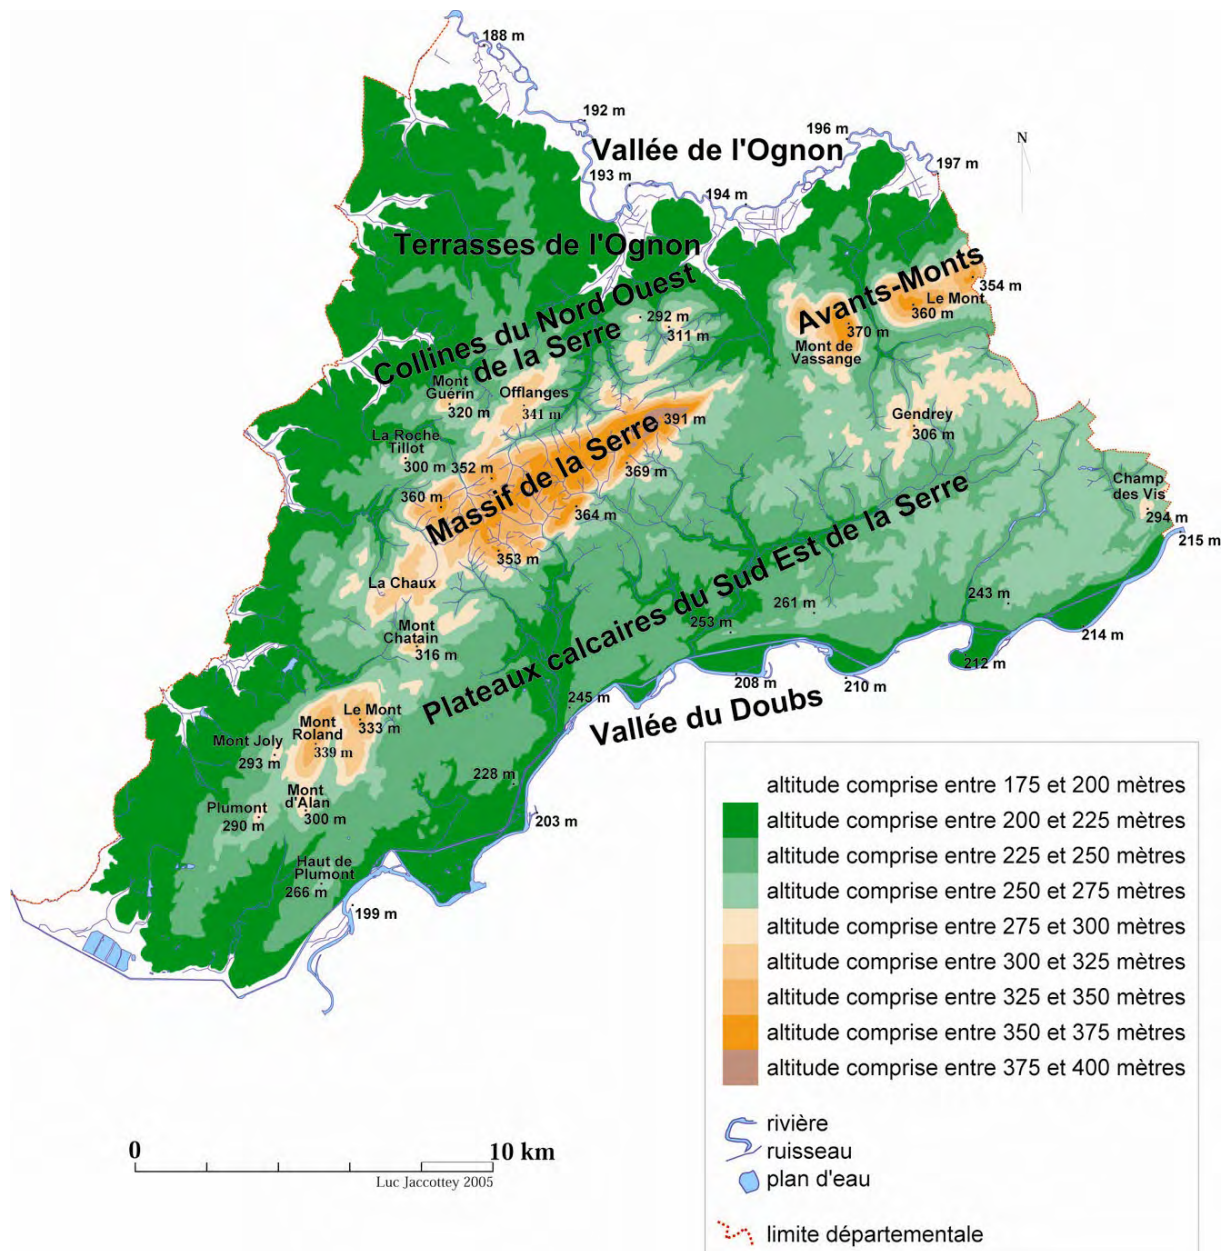 188 m
192 m
Vallée de l'Ognon
196 m
N
197 m
193 m
194 m
Terrasses de l'Ognon
Avants-Monts
354 m
Le Mont
360 m
Collines du Nord Ouest
de la Serre
292 m
311 m
370 m
Mont de
Vassange
Mont
Guérin
320 m
Offlanges
341 m
391 m
Gendrey
306 m
La Roche
Tillot
300 m
352 m
Massif de la Serre
369 m
360 m
364 m
353 m
Champ
des Vis
294 m
215 m
La Chaux
Mont
Chatain
316 m
Plateaux calcaires du Sud Est de la Serre
261 m
253 m
243 m
214 m
212 m
210 m
208 m
245 m
Vallée du Doubs
Le Mont
333 m
Mont
Roland
339 m
Mont Joly
293 m
228 m
Mont
d'Alan
300 m
Plumont
290 m
203 m
Haut de
Plumont
266 m
199 m
altitude comprise entre 175 et 200 mètres
altitude comprise entre 200 et 225 mètres
altitude comprise entre 225 et 250 mètres
altitude comprise entre 250 et 275 mètres
altitude comprise entre 275 et 300 mètres
altitude comprise entre 300 et 325 mètres
altitude comprise entre 325 et 350 mètres
altitude comprise entre 350 et 375 mètres
altitude comprise entre 375 et 400 mètres
rivière
ruisseau
plan d'eau
limite départementale
0
10 km
Luc Jaccottey 2005